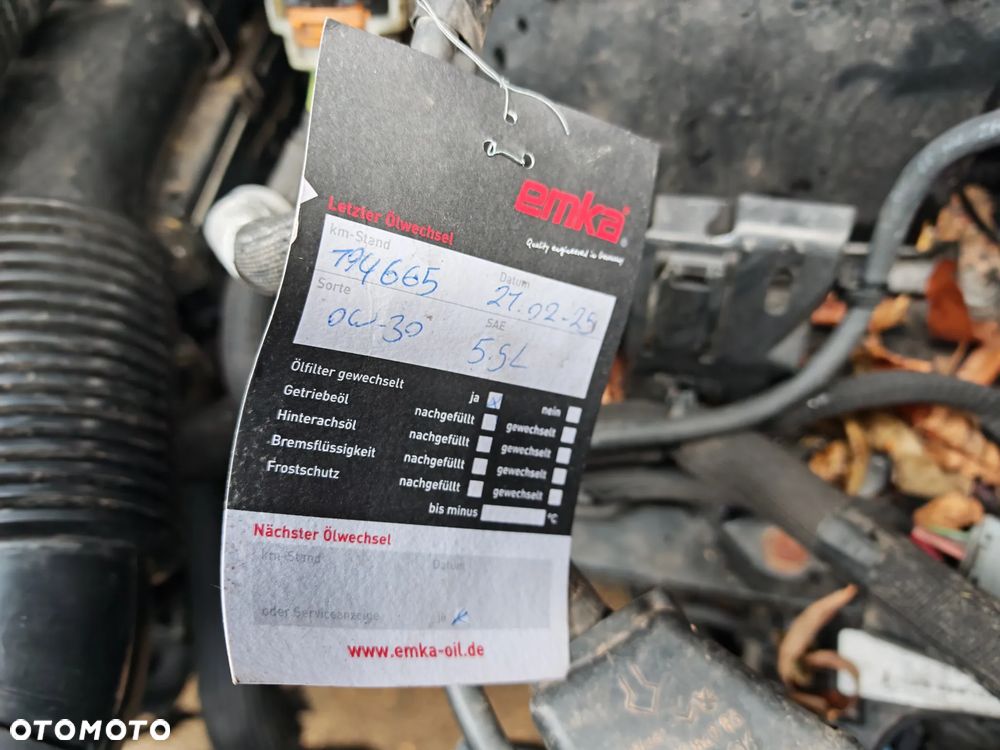 emka®
Quality engineered in Germany
Letzter Ölwechsel
km-Stand Datum
194665 21.02-25
Sorte SAE
0W-30 5.9L
Ölfilter gewechselt ja nein
Getriebeöl nachgefüllt gewechselt
Hinterachsöl nachgefüllt gewechselt
Bremsflüssigkeit nachgefüllt gewechselt
Frostschutz nachgefüllt gewechselt
bis minus °C
Nächster Ölwechsel
km-Stand Datum
oder Serviceanzeige ja
www.emka-oil.de
OTOMOTO